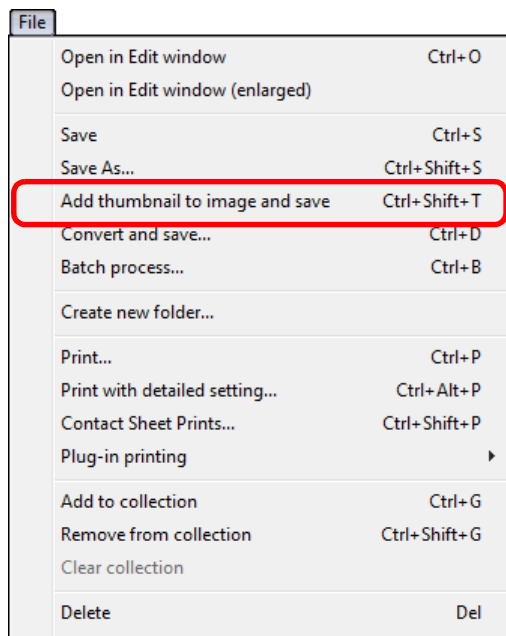 File
Open in Edit window Ctrl+O
Open in Edit window (enlarged)
Save Ctrl+S
Save As... Ctrl+Shift+S
Add thumbnail to image and save Ctrl+Shift+T
Convert and save... Ctrl+D
Batch process... Ctrl+B
Create new folder...
Print... Ctrl+P
Print with detailed setting... Ctrl+Alt+P
Contact Sheet Prints... Ctrl+Shift+P
Plug-in printing
Add to collection Ctrl+G
Remove from collection Ctrl+Shift+G
Clear collection
Delete Del